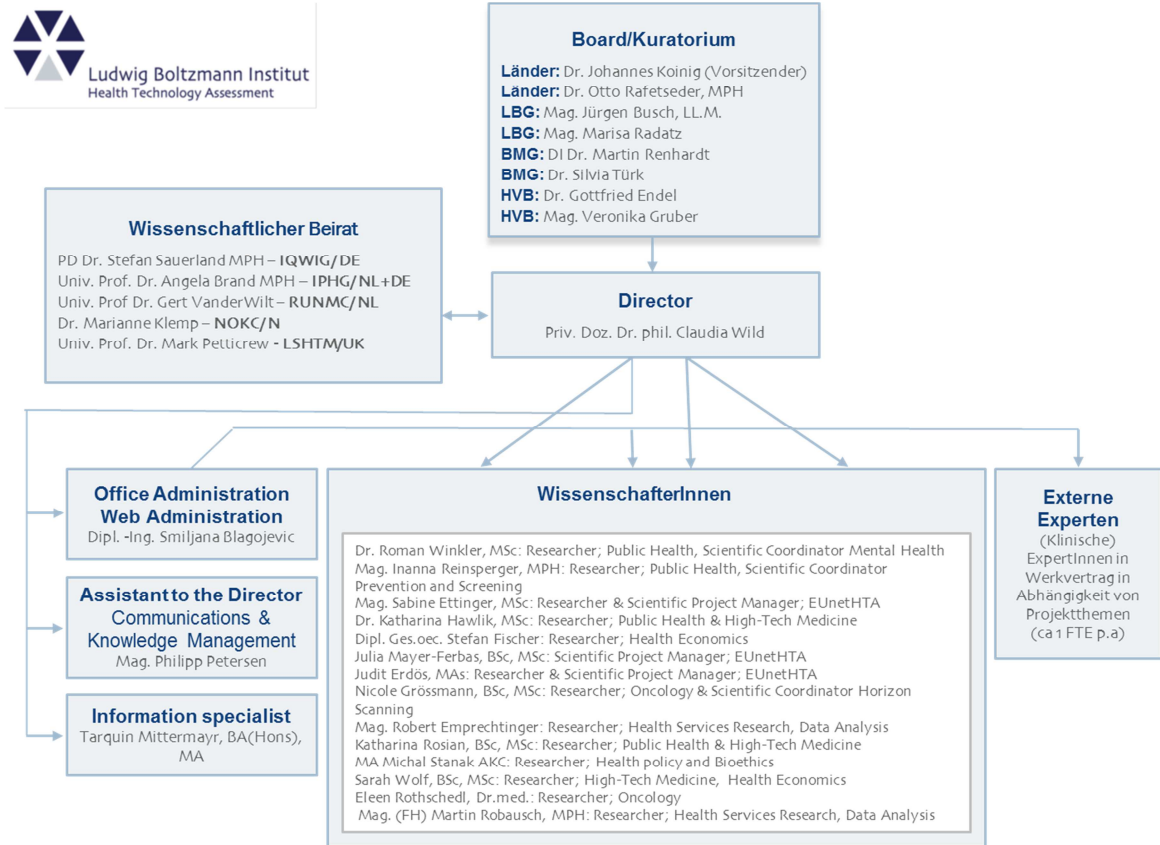 Ludwig Boltzmann Institut
Health Technology Assessment
Board/Kuratorium
Länder: Dr. Johannes Koinig (Vorsitzender)
Länder: Dr. Otto Rafetseder, MPH
LBG: Mag. Jürgen Busch, LL.M.
LBG: Mag. Marisa Radatz
BMG: DI Dr. Martin Renhardt
BMG: Dr. Silvia Türk
HVB: Dr. Gottfried Endel
HVB: Mag. Veronika Gruber
Wissenschaftlicher Beirat
PD Dr. Stefan Sauerland MPH – IQWIG/DE
Univ. Prof. Dr. Angela Brand MPH – IPHG/NL+DE
Univ. Prof Dr. Gert VanderWilt – RUNMC/NL
Dr. Marianne Klemp – NOKC/N
Univ. Prof. Dr. Mark Petticrew - LSHTM/UK
Director
Priv. Doz. Dr. phil. Claudia Wild
Office Administration
Web Administration
Dipl. -Ing. Smiljana Blagojevic
Assistant to the Director
Communications &
Knowledge Management
Mag. Philipp Petersen
Information specialist
Tarquin Mittermayr, BA(Hons),
MA
WissenschafterInnen
Dr. Roman Winkler, MSc: Researcher; Public Health, Scientific Coordinator Mental Health
Mag. Inanna Reinsperger, MPH: Researcher; Public Health, Scientific Coordinator
Prevention and Screening
Mag. Sabine Ettinger, MSc: Researcher & Scientific Project Manager; EUnetHTA
Dr. Katharina Hawlik, MSc: Researcher; Public Health & High-Tech Medicine
Dipl. Ges.oec. Stefan Fischer: Researcher; Health Economics
Julia Mayer-Ferbas, BSc, MSc: Scientific Project Manager; EUnetHTA
Judit Erdös, MAs: Researcher & Scientific Project Manager; EUnetHTA
Nicole Grössmann, BSc, MSc: Researcher; Oncology & Scientific Coordinator Horizon
Scanning
Mag. Robert Emprechtinger: Researcher; Health Services Research, Data Analysis
Katharina Rosian, BSc, MSc: Researcher; Public Health & High-Tech Medicine
MA Michal Stanak AKC: Researcher; Health policy and Bioethics
Sarah Wolf, BSc, MSc: Researcher; High-Tech Medicine, Health Economics
Eleen Rothschedl, Dr.med.: Researcher; Oncology
Mag. (FH) Martin Robausch, MPH: Researcher; Health Services Research, Data Analysis
Externe
Experten
(Klinische)
ExpertInnen in
Werkvertrag in
Abhängigkeit von
Projektthemen
(ca 1 FTE p.a)